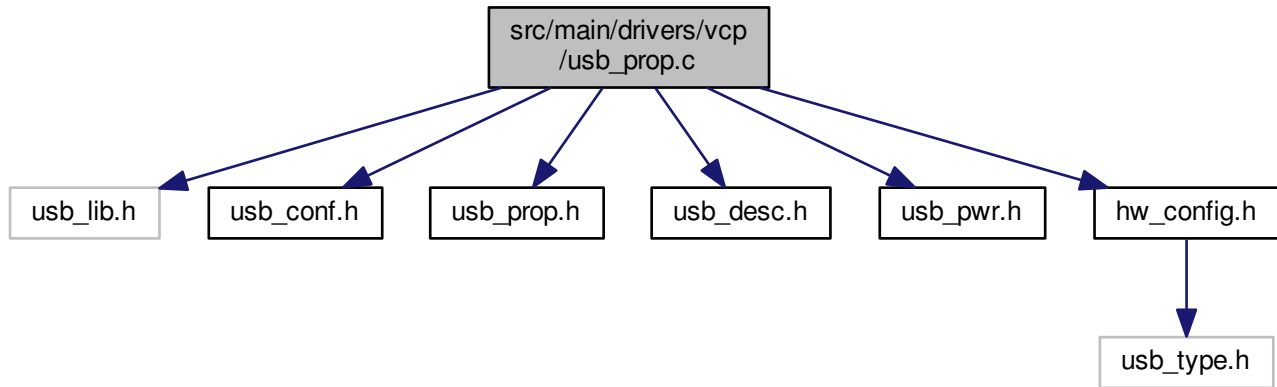 src/main/drivers/vcp
/usb_prop.c
usb_lib.h
usb_conf.h
usb_prop.h
usb_desc.h
usb_pwr.h
hw_config.h
usb_type.h